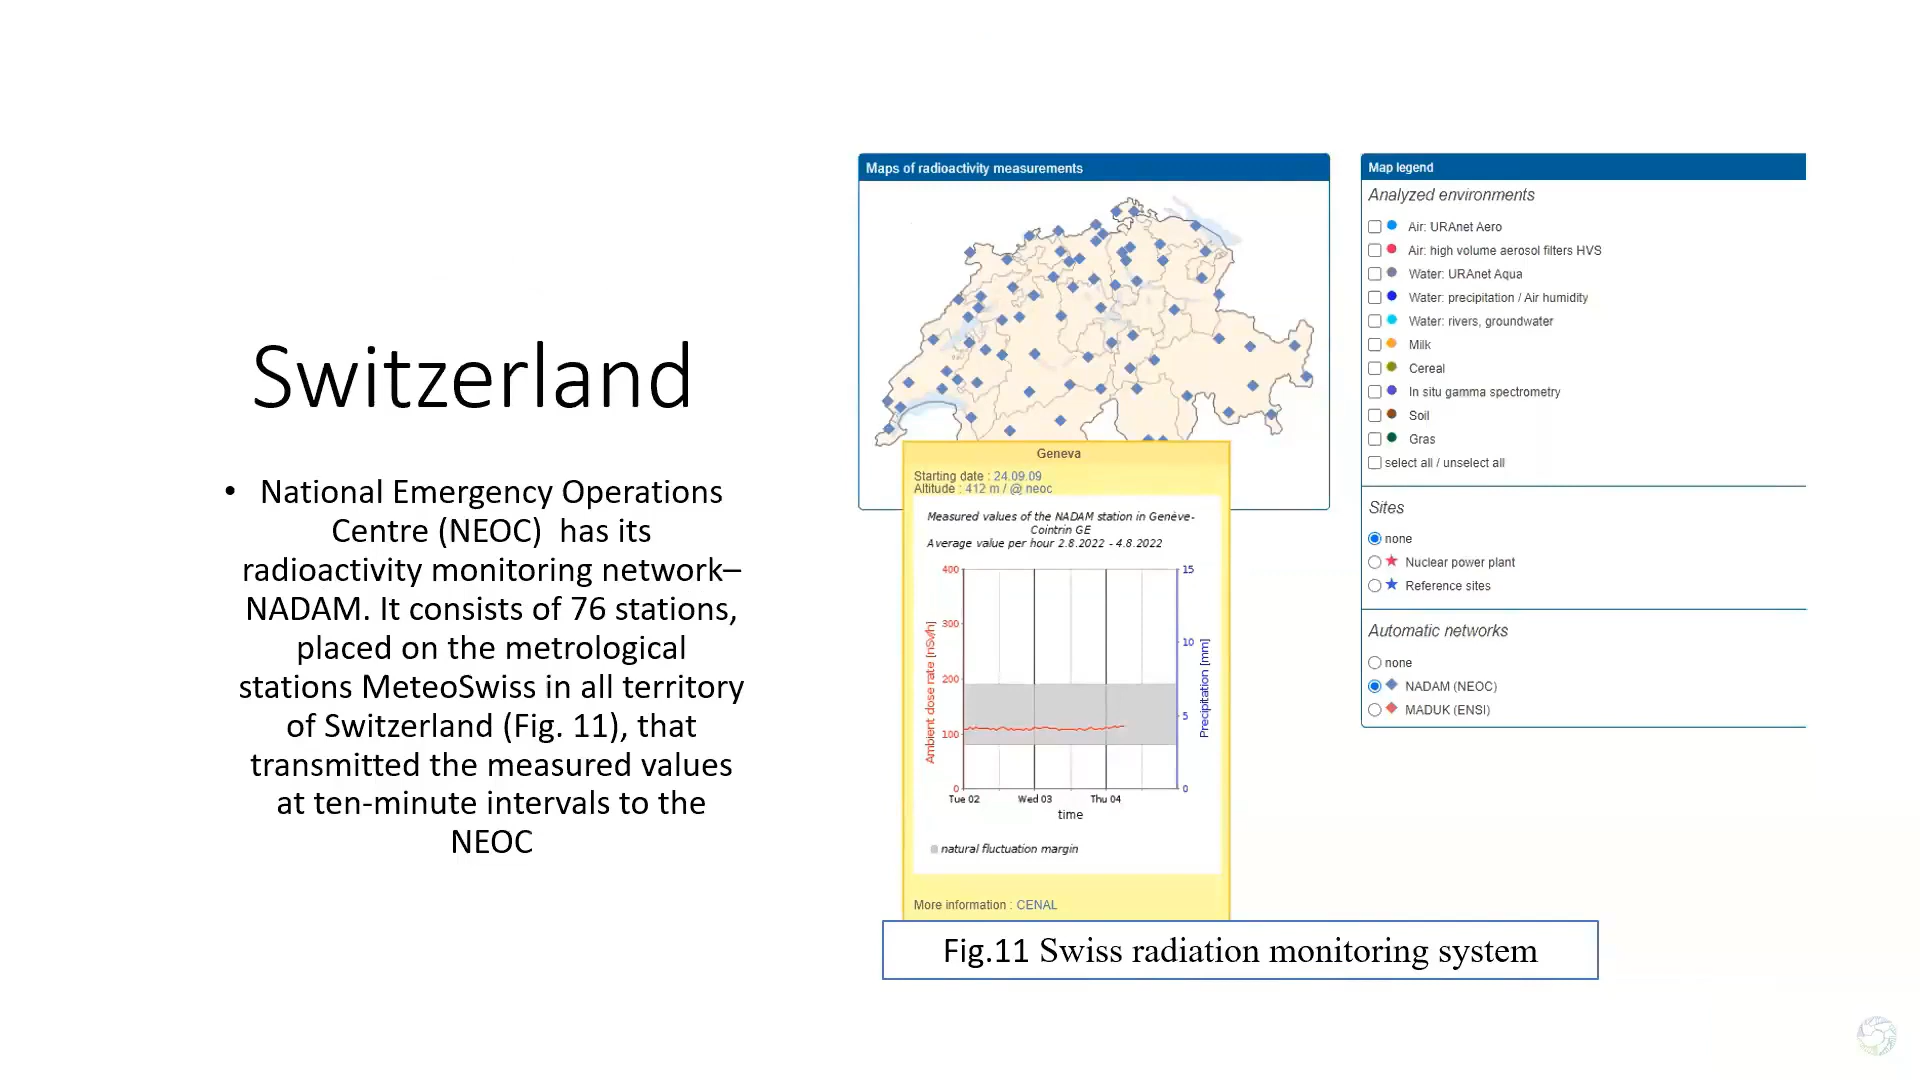 Switzerland
• National Emergency Operations
Centre (NEOC)  has its
radioactivity monitoring network–
NADAM. It consists of 76 stations,
placed on the metrological
stations MeteoSwiss in all territory
of Switzerland (Fig. 11), that
transmitted the measured values
at ten-minute intervals to the
NEOC
Maps of radioactivity measurements
Geneva
Starting date : 24.09.09
Altitude : 412 m / @ neoc
Measured values of the NADAM station in Genève-
Cointrin GE
Average value per hour 2.8.2022 - 4.8.2022
400
300
200
100
0
Ambient dose rate [nSv/h]
15
10
5
0
Precipitation [mm]
Tue 02
Wed 03
Thu 04
time
natural fluctuation margin
More information : CENAL
Map legend
Analyzed environments
Air: URAnet Aero
Air: high volume aerosol filters HVS
Water: URAnet Aqua
Water: precipitation / Air humidity
Water: rivers, groundwater
Milk
Cereal
In situ gamma spectrometry
Soil
Gras
select all / unselect all
Sites
none
Nuclear power plant
Reference sites
Automatic networks
none
NADAM (NEOC)
MADUK (ENSI)
Fig.11 Swiss radiation monitoring system